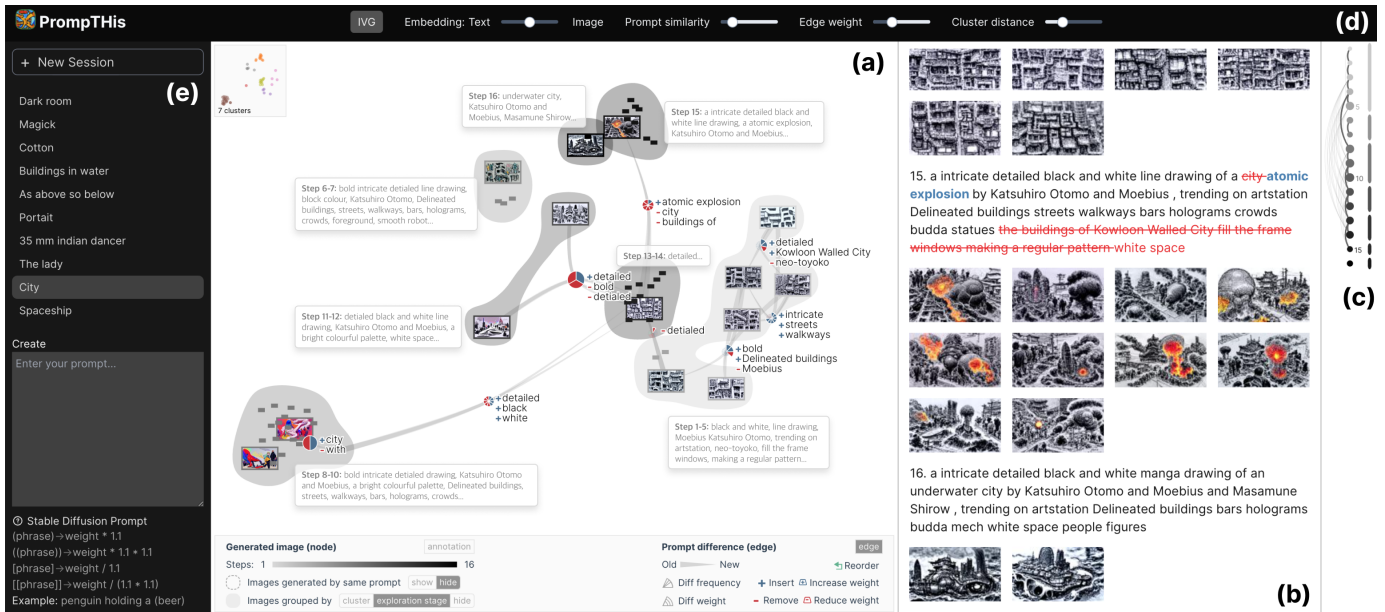 PrompTHis
IVG
Embedding: Text
Image
Prompt similarity
Edge weight
Cluster distance
(d)
+ New Session
(e)
Dark room
Magick
Cotton
Buildings in water
As above so below
Portait
35 mm indian dancer
The lady
City
Spaceship
Create
Enter your prompt...
Stable Diffusion Prompt
(phrase)→weight * 1.1
((phrase))→weight * 1.1 * 1.1
[phrase]→weight / 1.1
[[phrase]]→weight / (1.1 * 1.1)
Example: penguin holding a (beer)
7 clusters
(a)
Step 16: underwater city,
Katsuhiro Otomo and
Moebius, Masamune Shirow...
Step 15: a intricate detailed black and
white line drawing, a atomic explosion,
Katsuhiro Otomo and Moebius...
Step 6-7: bold intricate detialed line drawing,
block colour, Katsuhiro Otomo, Delineated
buildings, streets, walkways, bars, holograms,
crowds, foreground, smooth robot...
+atomic explosion
-city
-buildings of
+detialed
+Kowloon Walled City
-neo-toyoko
Step 13-14: detailed...
+detailed
-bold
-detialed
Step 11-12: detailed black and white line
drawing, Katsuhiro Otomo and Moebius, a
bright colourful palette, white space...
+intricate
+streets
+walkways
-detialed
+bold
+Delineated buildings
-Moebius
+detailed
+black
+white
Step 1-5: black and white, line drawing,
Moebius Katsuhiro Otomo, trending on
artstation, neo-toyoko, fill the frame
windows, making a regular pattern...
+city
-with
Step 8-10: bold intricate detialed drawing, Katsuhiro Otomo
and Moebius, a bright colourful palette, Delineated buildings,
streets, walkways, bars, holograms, crowds...
Generated image (node)
annotation
Steps: 1
16
Images generated by same prompt
show
hide
Images grouped by
cluster
exploration stage
hide
Prompt difference (edge)
edge
Old
New
Reorder
Diff frequency
+ Insert
Increase weight
Diff weight
- Remove
Reduce weight
15. a intricate detailed black and white line drawing of a city atomic
explosion by Katsuhiro Otomo and Moebius , trending on artstation
Delineated buildings streets walkways bars holograms crowds
budda statues the buildings of Kowloon Walled City fill the frame
windows making a regular pattern white space
16. a intricate detailed black and white manga drawing of an
underwater city by Katsuhiro Otomo and Moebius and Masamune
Shirow , trending on artstation Delineated buildings bars holograms
budda mech white space people figures
(b)
5
10
15
(c)